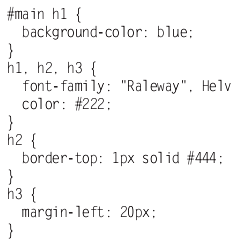 #main h1 {
  background-color: blue;
}
h1, h2, h3 {
  font-family: "Raleway", Helv
  color: #222;
}
h2 {
  border-top: 1px solid #444;
}
h3 {
  margin-left: 20px;
}